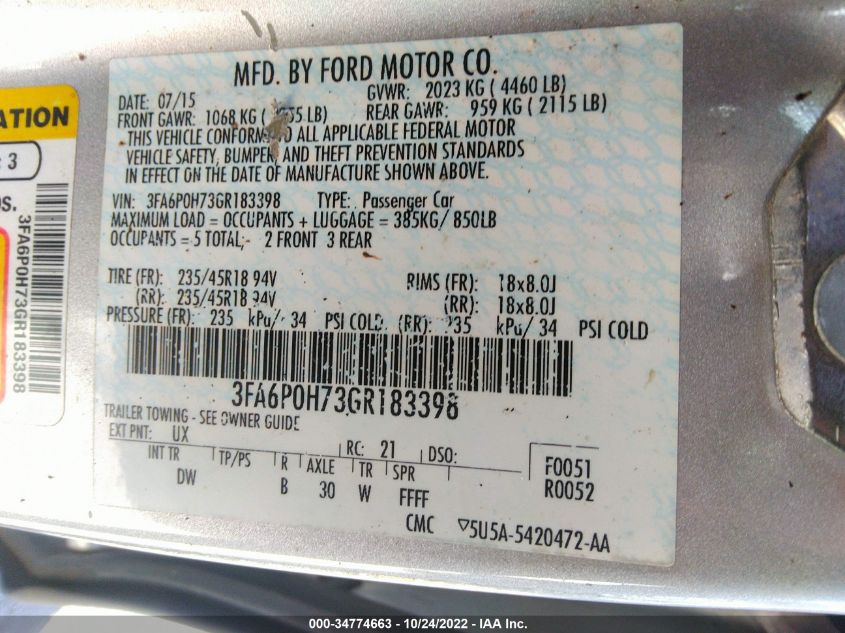 MFD. BY FORD MOTOR CO.
DATE: 07/15 GVWR: 2023 KG ( 4460 LB)
FRONT GAWR: 1068 KG ( 55 LB) REAR GAWR: 959 KG ( 2115 LB)
THIS VEHICLE CONFORMS TO ALL APPLICABLE FEDERAL MOTOR
VEHICLE SAFETY, BUMPER, AND THEFT PREVENTION STANDARDS
IN EFFECT ON THE DATE OF MANUFACTURE SHOWN ABOVE.
VIN: 3FA6P0H73GR183398 TYPE: Passenger Car
MAXIMUM LOAD = OCCUPANTS + LUGGAGE = 385KG/ 850LB
OCCUPANTS = 5 TOTAL; - 2 FRONT 3 REAR
TIRE (FR): 235/45R18 94V RIMS (FR): 18x8.0J
(RR): 235/45R18 94V (RR): 18x8.0J
PRESSURE (FR): 235 kPa/ 34 PSI COLD (RR): 235 kPa/ 34 PSI COLD
3FA6P0H73GR183398
TRAILER TOWING - SEE OWNER GUIDE
EXT PNT: UX RC: 21 DSO:
INT TR TP/PS R AXLE TR SPR F0051
DW B 30 W FFFF R0052
CMC ▽5U5A-5420472-AA
ATION
: 3
os.
3FA6P0H73GR183398
000-34774663 - 10/24/2022 - IAA Inc.